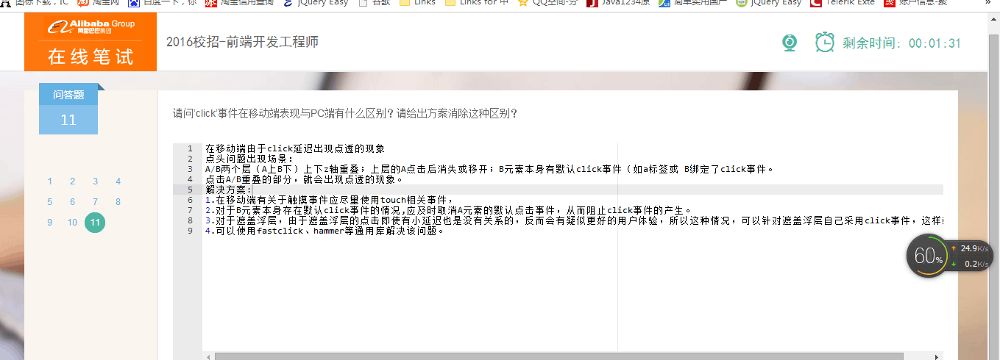 图标下载，IC 淘宝网 百度一下，你 淘宝信用查询 jQuery Easy 谷歌 Links Links for 中 QQ空间-分 Java1234原 简单实用国产 jQuery Easy Telerik Exte 账户信息-聚 »
Alibaba Group
阿里巴巴集团
在线笔试
2016校招-前端开发工程师
剩余时间: 00:01:31
问答题
11
1 2 3 4
5 6 7 8
9 10 11
请问'click'事件在移动端表现与PC端有什么区别? 请给出方案消除这种区别?
1 在移动端由于click延迟出现点透的现象
2 点头问题出现场景：
3 A/B两个层（A上B下）上下z轴重叠；上层的A点击后消失或移开；B元素本身有默认click事件（如a标签或 B绑定了click事件。
4 点击A/B重叠的部分，就会出现点透的现象。
5 解决方案：
6 1.在移动端有关于触摸事件应尽量使用touch相关事件，
7 2.对于B元素本身存在默认click事件的情况,应及时取消A元素的默认点击事件，从而阻止click事件的产生。
8 3.对于遮盖浮层，由于遮盖浮层的点击即使有小延迟也是没有关系的，反而会有疑似更好的用户体验，所以这种情况，可以针对遮盖浮层自己采用click事件，这样
9 4.可以使用fastclick、hammer等通用库解决该问题。
60%
24.9K/s
0.2K/s